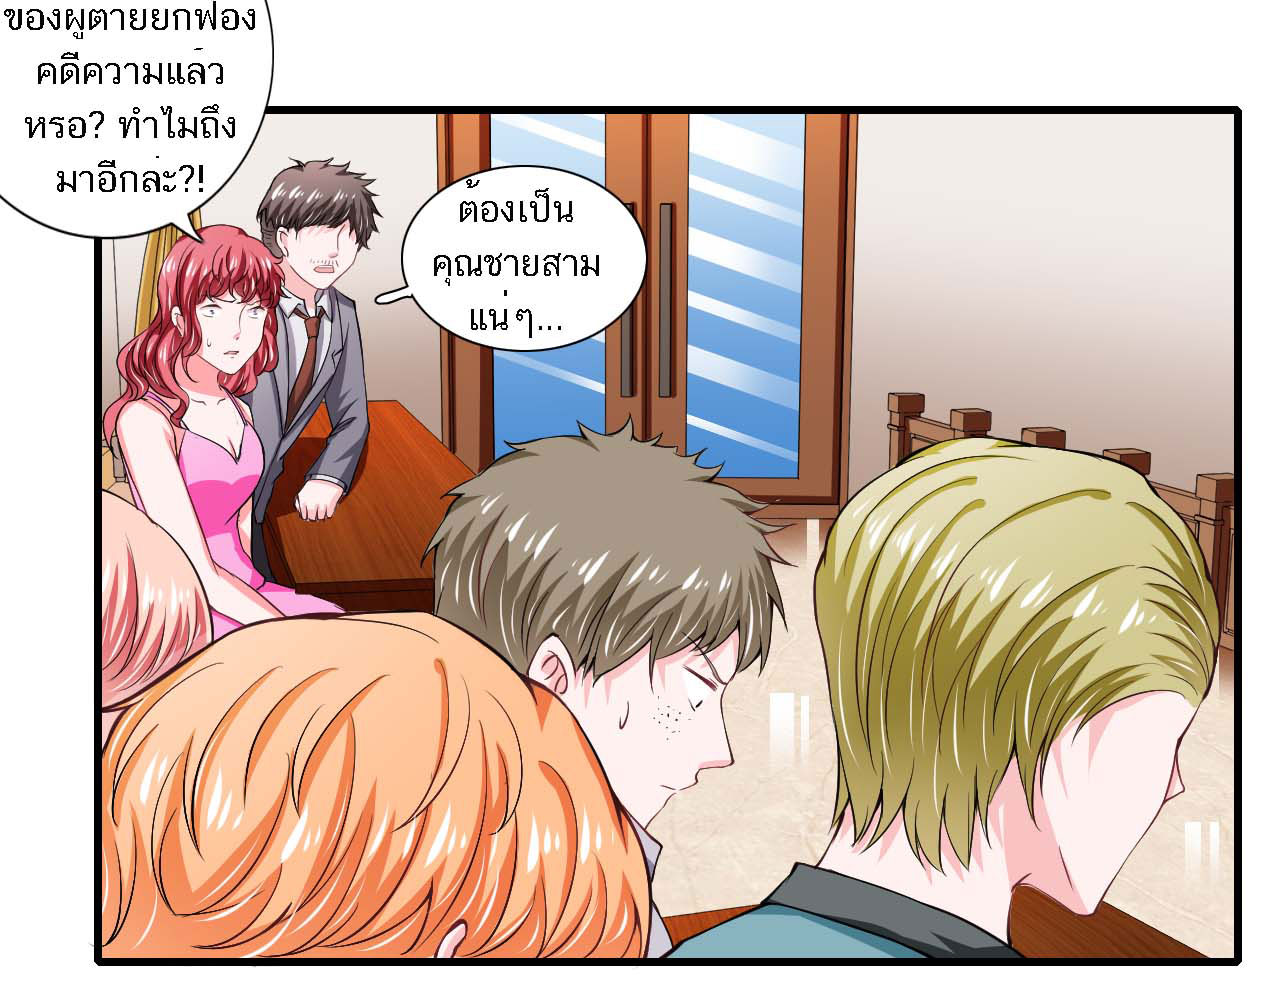 ของผู้ตายยกฟ้อง
คดีความแล้ว
หรอ? ทำไมถึง
มาอีกล่ะ?!
ต้องเป็น
คุณชายสาม
แน่ๆ...